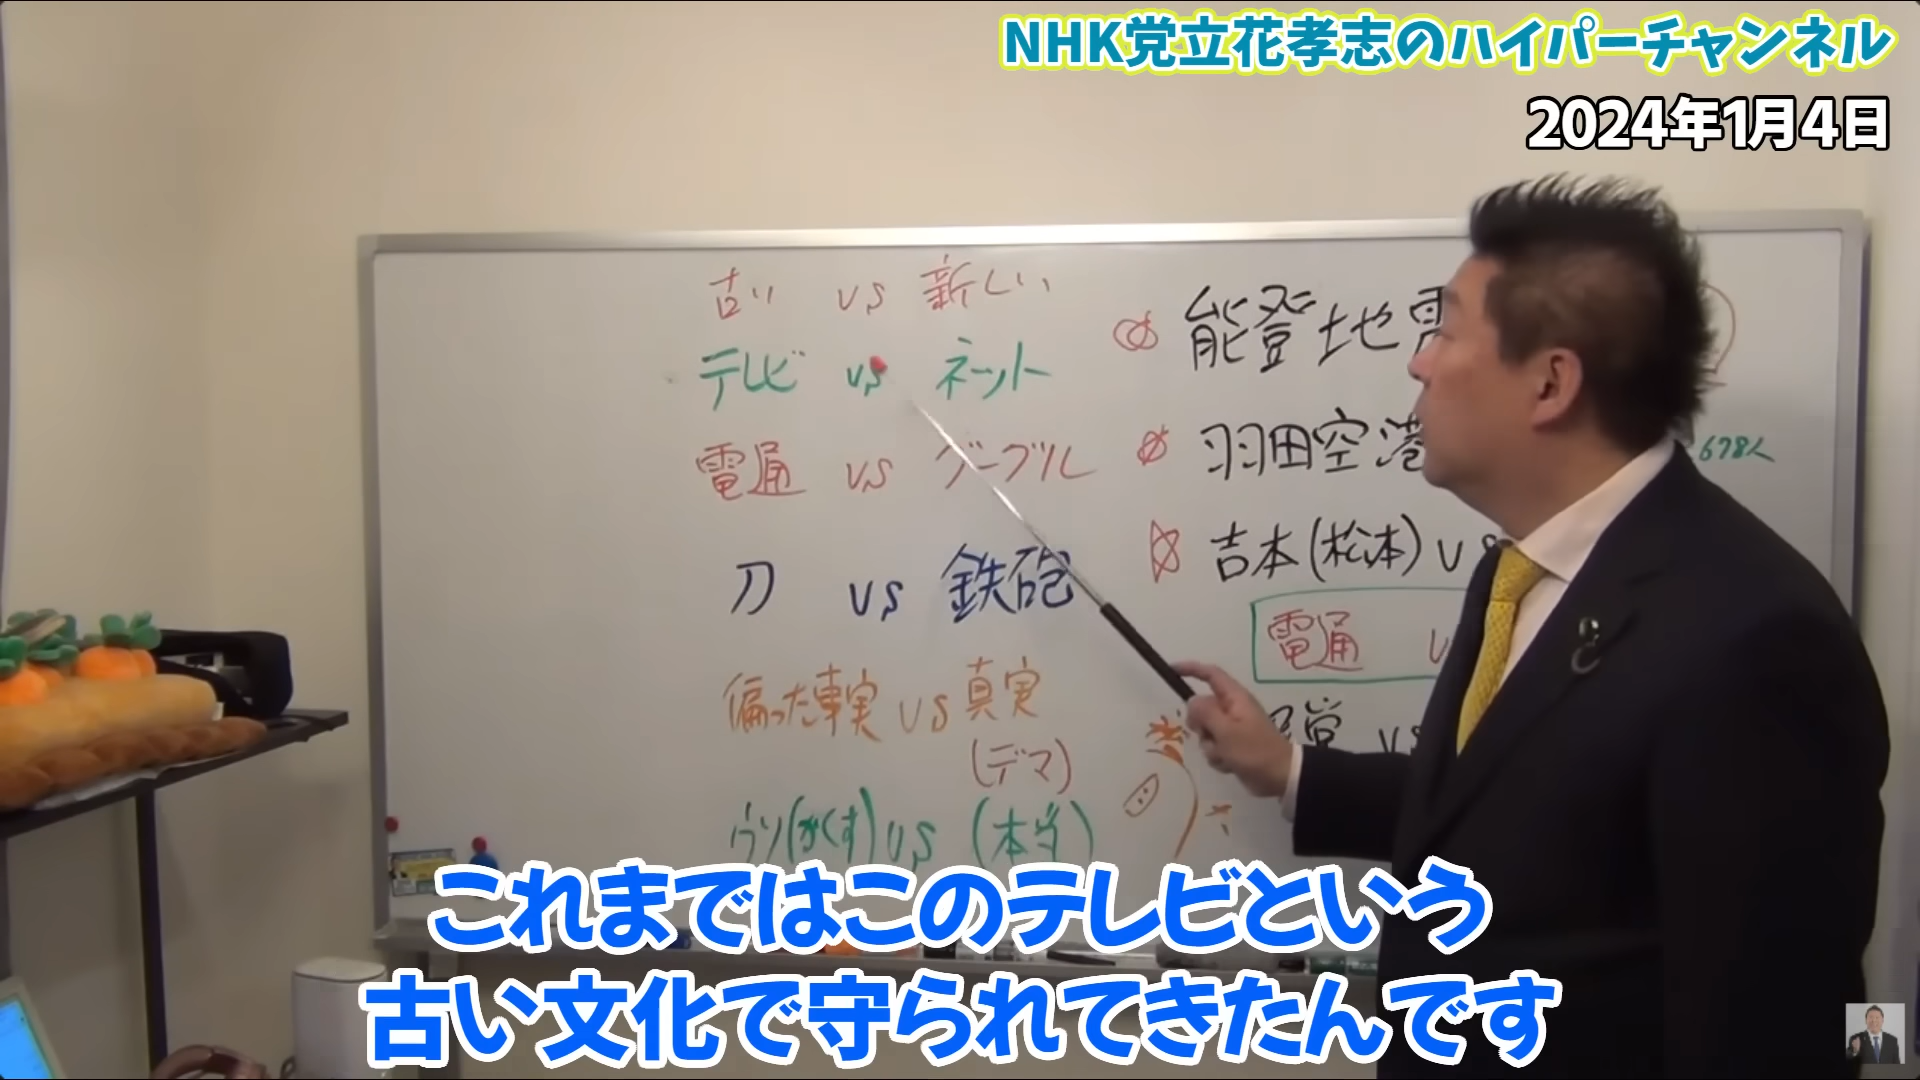 NHK党立花孝志のハイパーチャンネル
2024年1月4日
古い vs 新しい
テレビ vs ネット
電通 vs グーグル
刀 vs 鉄砲
偏った事実 vs 真実
(デマ)
ウソ(かくす) vs (本当)
能登地震
羽田空港
678人
吉本(松本) vs
電通 v
党 vs
これまではこのテレビという
古い文化で守られてきたんです